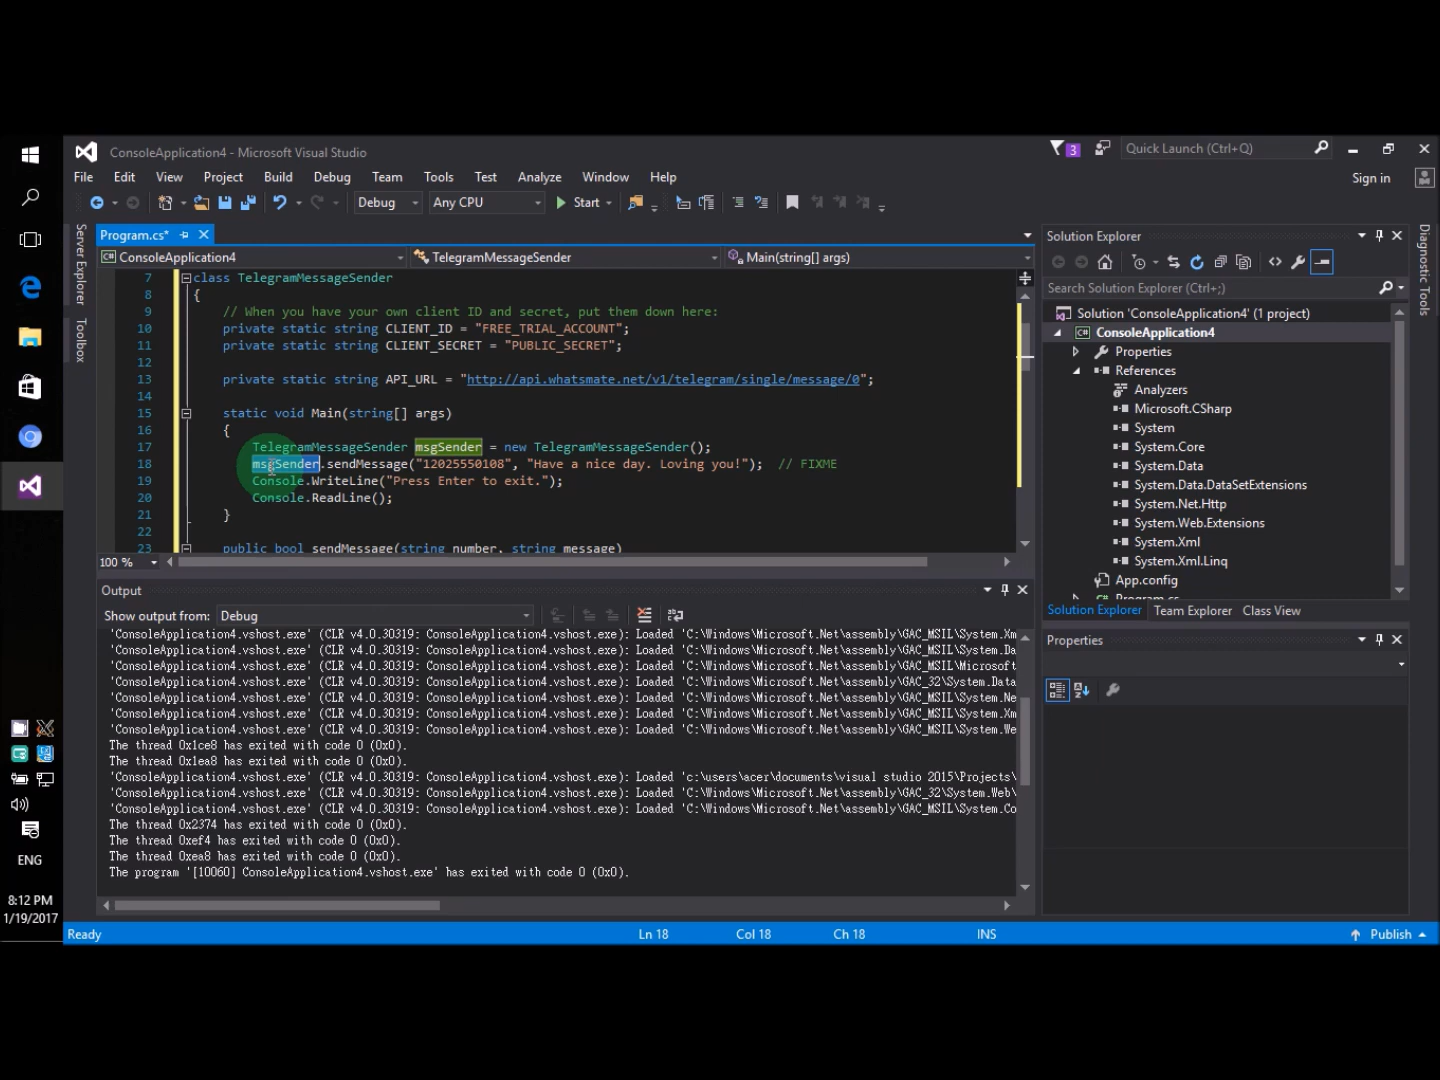 ConsoleApplication4 - Microsoft Visual Studio
3
Quick Launch (Ctrl+Q)
File Edit View Project Build Debug Team Tools Test Analyze Window Help
Sign in
Debug
Any CPU
Start
Server Explorer
Toolbox
Program.cs*
ConsoleApplication4
TelegramMessageSender
Main(string[] args)
7 class TelegramMessageSender
8 {
9 // When you have your own client ID and secret, put them down here:
10 private static string CLIENT_ID = "FREE_TRIAL_ACCOUNT";
11 private static string CLIENT_SECRET = "PUBLIC_SECRET";
12
13 private static string API_URL = "http://api.whatsmate.net/v1/telegram/single/message/0";
14
15 static void Main(string[] args)
16 {
17 TelegramMessageSender msgSender = new TelegramMessageSender();
18 msgSender.sendMessage("12025550108", "Have a nice day. Loving you!"); // FIXME
19 Console.WriteLine("Press Enter to exit.");
20 Console.ReadLine();
21 }
22
23 public bool sendMessage(string number, string message)
100 %
Output
Show output from: Debug
'ConsoleApplication4.vshost.exe' (CLR v4.0.30319: ConsoleApplication4.vshost.exe): Loaded 'C:\Windows\Microsoft.Net\assembly\GAC_MSIL\System.Xm
'ConsoleApplication4.vshost.exe' (CLR v4.0.30319: ConsoleApplication4.vshost.exe): Loaded 'C:\Windows\Microsoft.Net\assembly\GAC_MSIL\System.Da
'ConsoleApplication4.vshost.exe' (CLR v4.0.30319: ConsoleApplication4.vshost.exe): Loaded 'C:\Windows\Microsoft.Net\assembly\GAC_MSIL\Microsoft
'ConsoleApplication4.vshost.exe' (CLR v4.0.30319: ConsoleApplication4.vshost.exe): Loaded 'C:\Windows\Microsoft.Net\assembly\GAC_32\System.Data
'ConsoleApplication4.vshost.exe' (CLR v4.0.30319: ConsoleApplication4.vshost.exe): Loaded 'C:\Windows\Microsoft.Net\assembly\GAC_MSIL\System.Ne
'ConsoleApplication4.vshost.exe' (CLR v4.0.30319: ConsoleApplication4.vshost.exe): Loaded 'C:\Windows\Microsoft.Net\assembly\GAC_MSIL\System.Xm
'ConsoleApplication4.vshost.exe' (CLR v4.0.30319: ConsoleApplication4.vshost.exe): Loaded 'C:\Windows\Microsoft.Net\assembly\GAC_MSIL\System.We
The thread 0x1ce8 has exited with code 0 (0x0).
The thread 0x1ea8 has exited with code 0 (0x0).
'ConsoleApplication4.vshost.exe' (CLR v4.0.30319: ConsoleApplication4.vshost.exe): Loaded 'c:\users\acer\documents\visual studio 2015\Projects\
'ConsoleApplication4.vshost.exe' (CLR v4.0.30319: ConsoleApplication4.vshost.exe): Loaded 'C:\Windows\Microsoft.Net\assembly\GAC_32\System.Web\
'ConsoleApplication4.vshost.exe' (CLR v4.0.30319: ConsoleApplication4.vshost.exe): Loaded 'C:\Windows\Microsoft.Net\assembly\GAC_MSIL\System.Co
The thread 0x2374 has exited with code 0 (0x0).
The thread 0xef4 has exited with code 0 (0x0).
The thread 0xea8 has exited with code 0 (0x0).
The program '[10060] ConsoleApplication4.vshost.exe' has exited with code 0 (0x0).
Solution Explorer
Search Solution Explorer (Ctrl+;)
Solution 'ConsoleApplication4' (1 project)
ConsoleApplication4
Properties
References
Analyzers
Microsoft.CSharp
System
System.Core
System.Data
System.Data.DataSetExtensions
System.Net.Http
System.Web.Extensions
System.Xml
System.Xml.Linq
App.config
Program.cs
Solution Explorer Team Explorer Class View
Properties
Diagnostic Tools
Ready
Ln 18
Col 18
Ch 18
INS
Publish
ENG
8:12 PM
1/19/2017